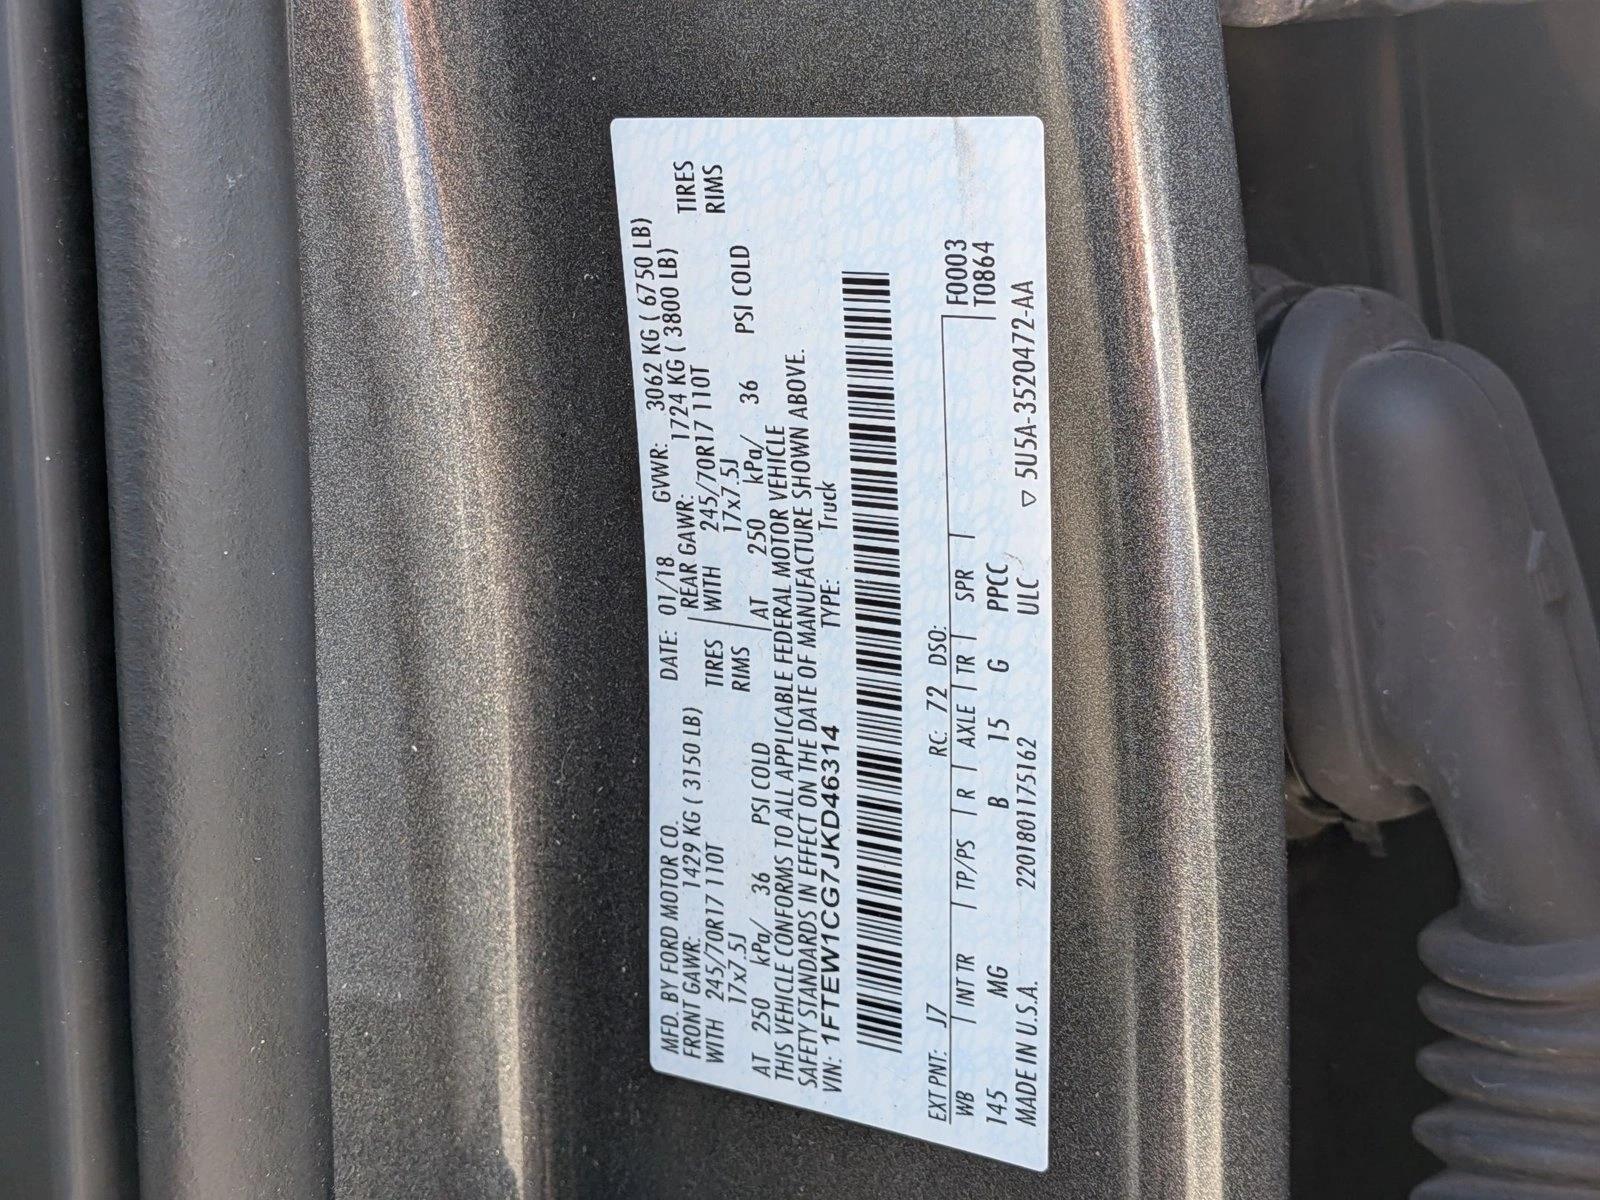 MFD. BY FORD MOTOR CO.
DATE: 01/18 GVWR: 3062 KG ( 6750 LB)
FRONT GAWR: 1429 KG ( 3150 LB) REAR GAWR: 1724 KG ( 3800 LB)
WITH 245/70R17 110T TIRES WITH 245/70R17 110T TIRES
17x7.5J RIMS 17x7.5J RIMS
AT 250 kPa/ 36 PSI COLD AT 250 kPa/ 36 PSI COLD
THIS VEHICLE CONFORMS TO ALL APPLICABLE FEDERAL MOTOR VEHICLE
SAFETY STANDARDS IN EFFECT ON THE DATE OF MANUFACTURE SHOWN ABOVE.
VIN: 1FTEW1CG7JKD46314 TYPE: Truck
EXT PNT: J7 RC: 72 DSO: F0003
WB | INT TR | TP/PS | R | AXLE | TR | SPR | T0864
145 MG B 15 G PPCC
MADE IN U.S.A. 220180117​5162 ULC ▽ 5U5A-3520472-AA